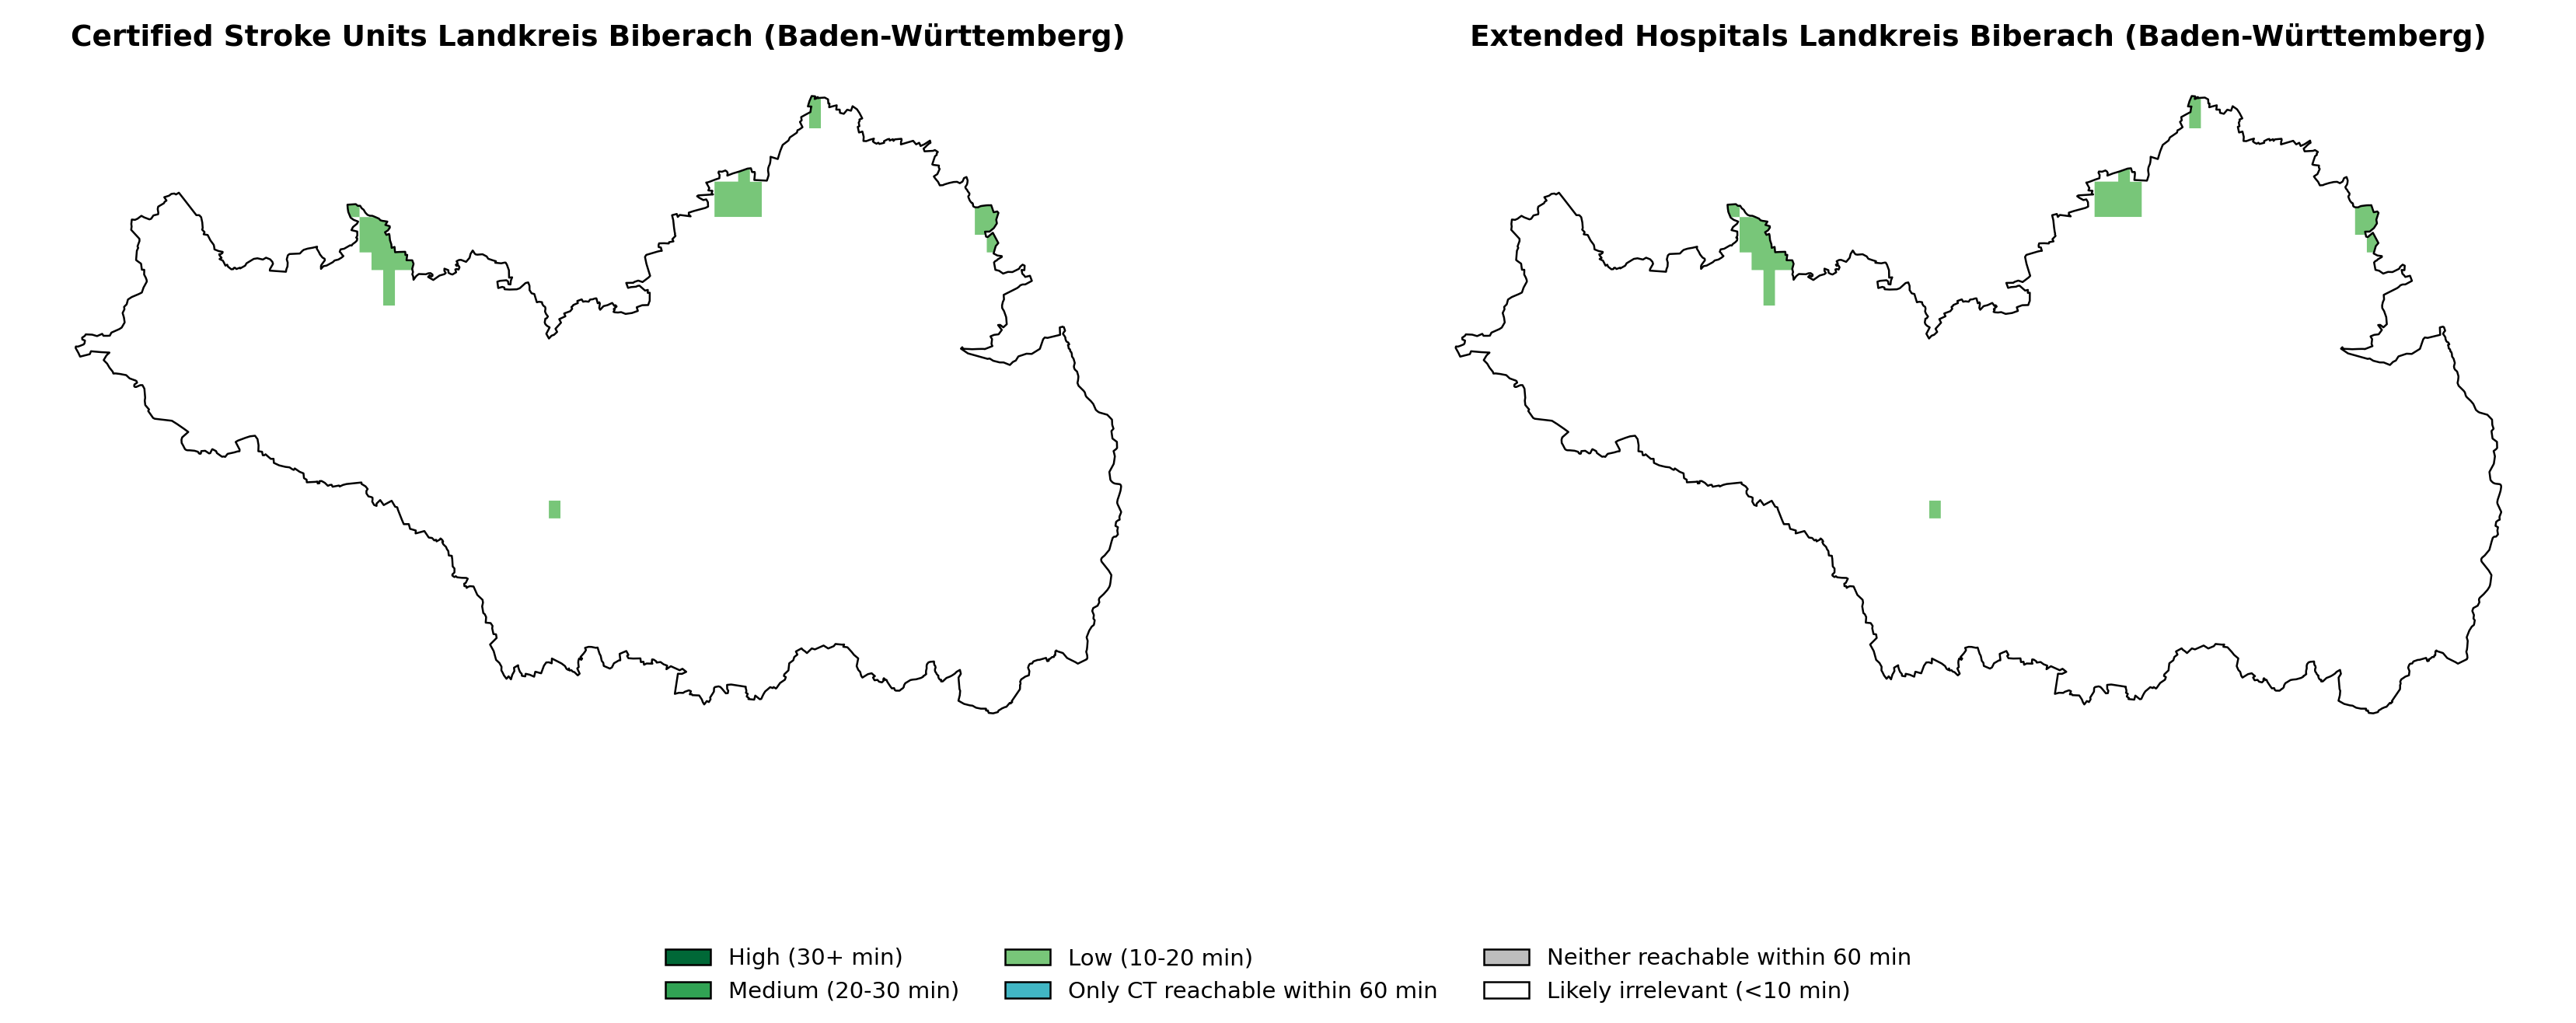 Certified Stroke Units Landkreis Biberach (Baden-Württemberg)
Extended Hospitals Landkreis Biberach (Baden-Württemberg)
High (30+ min)
Medium (20-30 min)
Low (10-20 min)
Only CT reachable within 60 min
Neither reachable within 60 min
Likely irrelevant (<10 min)